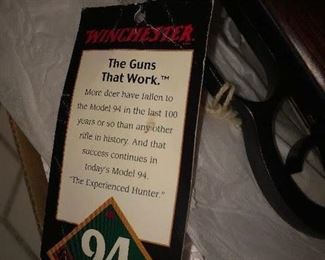 WINCHESTER
The Guns
That Work.™
More deer have fallen to
the Model 94 in the last 100
years or so than any other
rifle in history. And that
success continues in
today's Model 94.
"The Experienced Hunter."
94